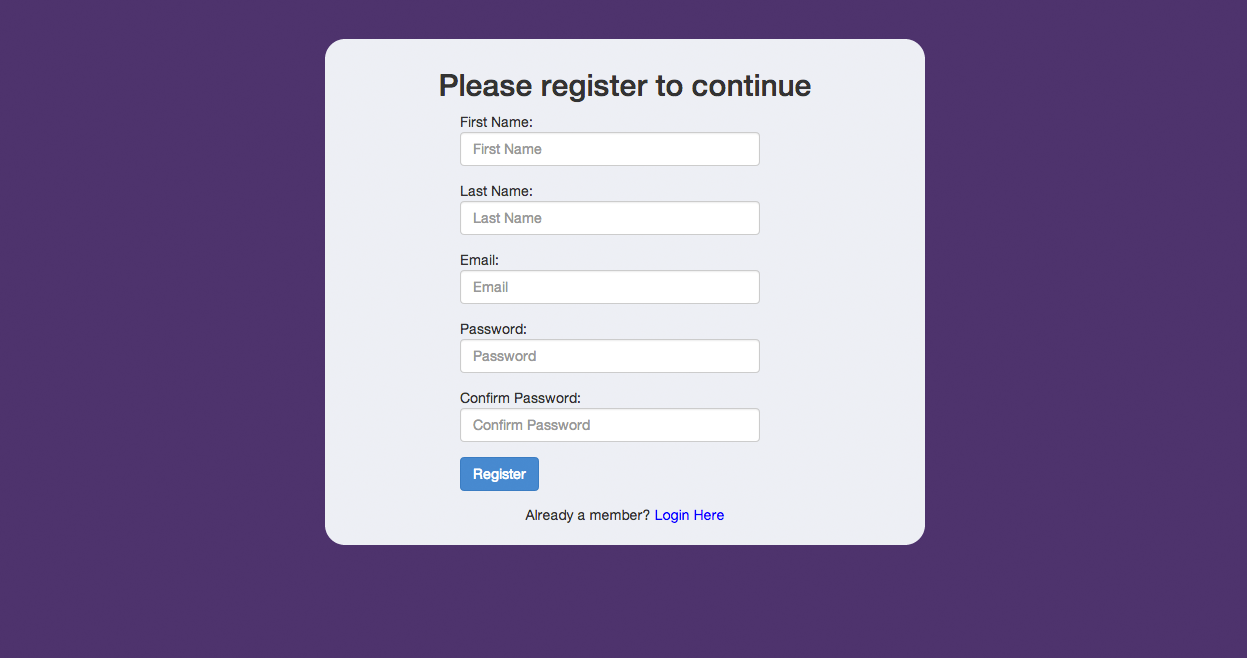 Please register to continue
First Name:
First Name
Last Name:
Last Name
Email:
Email
Password:
Password
Confirm Password:
Confirm Password
Register
Already a member? Login Here